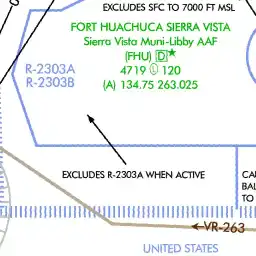 EXCLUDES SFC TO 7000 FT MSL
FORT HUACHUCA SIERRA VISTA
Sierra Vista Muni-Libby AAF
(FHU) D★
4719 Ⓛ 120
(A) 134.75 263.025
R-2303A
R-2303B
EXCLUDES R-2303A WHEN ACTIVE
CA
BAL
TO
VR-263
UNITED STATES